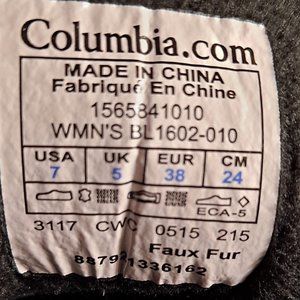 Columbia.com
MADE IN CHINA
Fabriqué En Chine
1565841010
WMN'S BL1602-010
USA UK EUR CM
7 5 38 24
ECA-5
3117 CWC 0515 215
Faux Fur